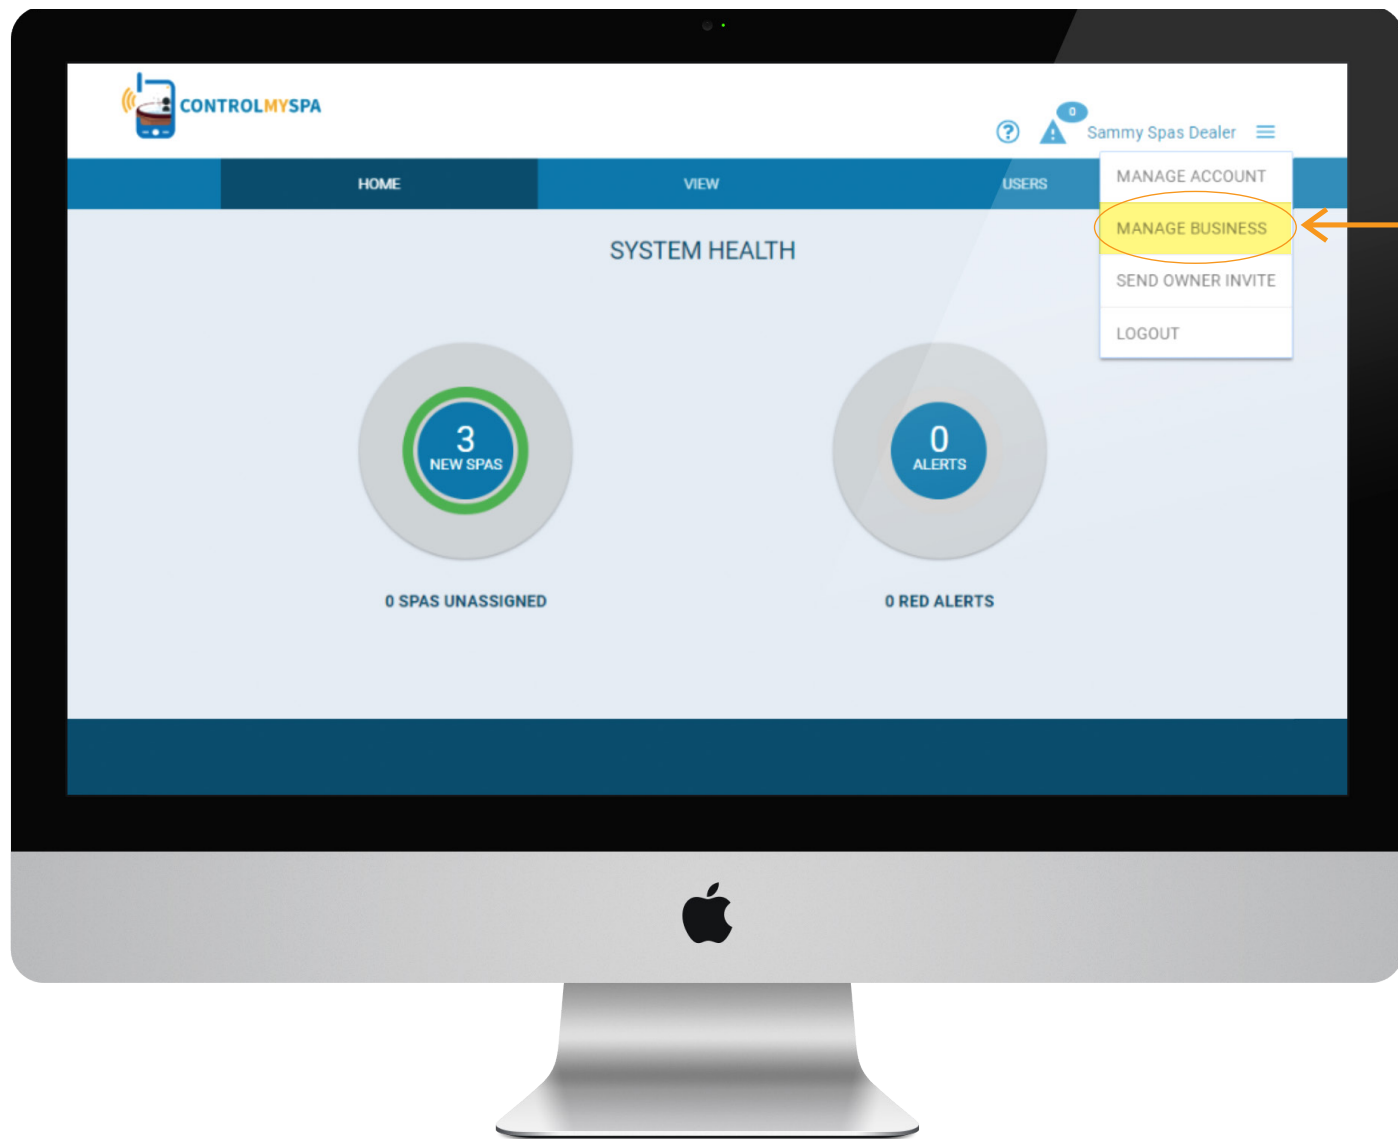 CONTROLMYSPA
0
Sammy Spas Dealer
HOME
VIEW
USERS
MANAGE ACCOUNT
MANAGE BUSINESS
SEND OWNER INVITE
LOGOUT
SYSTEM HEALTH
3
NEW SPAS
0
ALERTS
0 SPAS UNASSIGNED
0 RED ALERTS